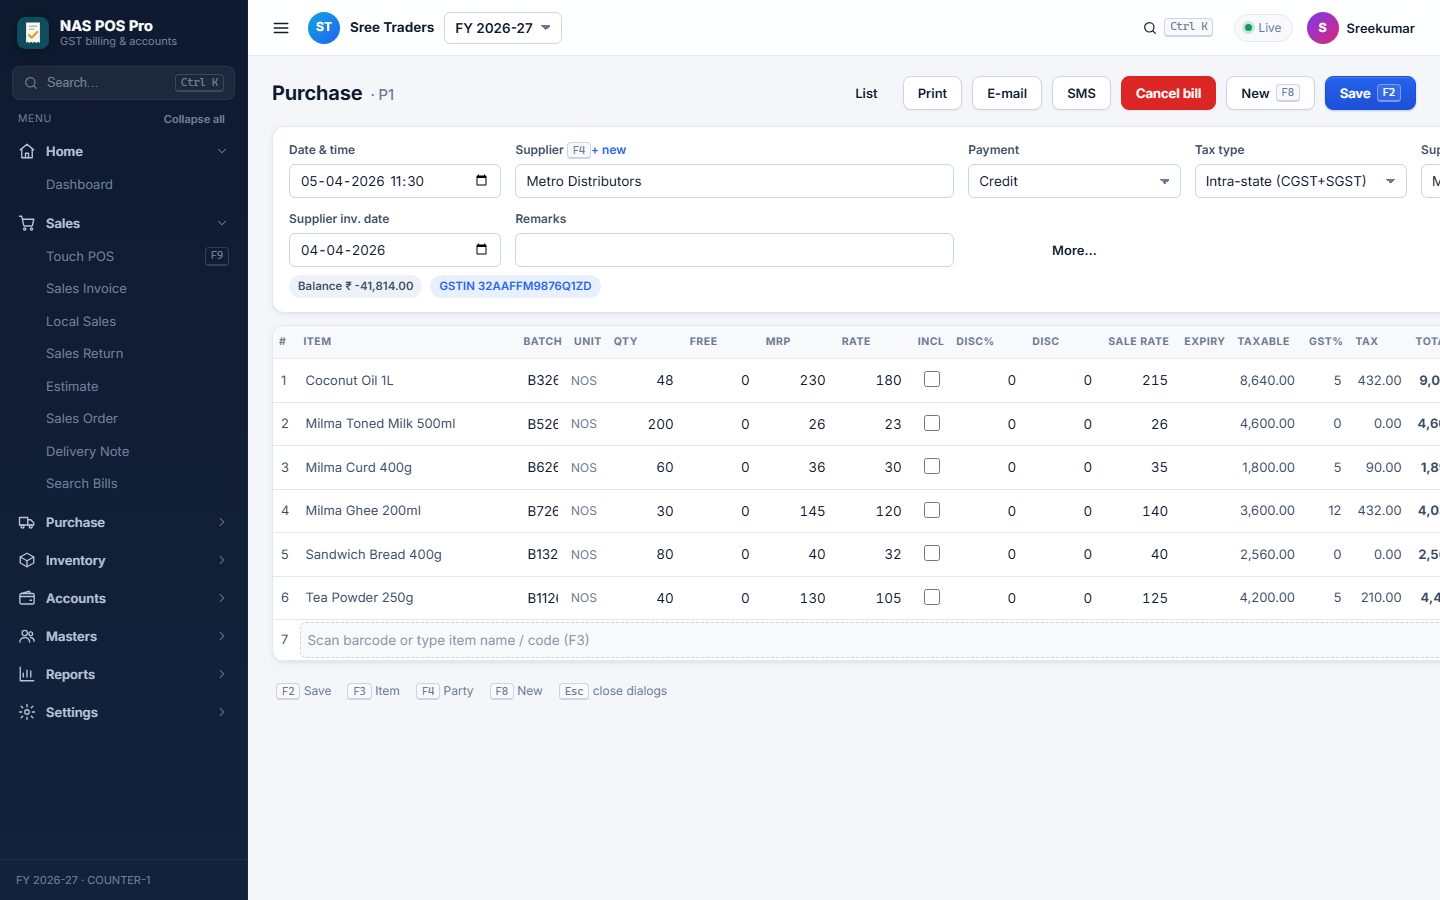 NAS POS Pro
GST billing & accounts
Search... Ctrl K
MENU Collapse all
Home
Dashboard
Sales
Touch POS F9
Sales Invoice
Local Sales
Sales Return
Estimate
Sales Order
Delivery Note
Search Bills
Purchase
Inventory
Accounts
Masters
Reports
Settings
FY 2026-27 · COUNTER-1
ST Sree Traders FY 2026-27 Ctrl K Live S Sreekumar
Purchase · P1 List Print E-mail SMS Cancel bill New F8 Save F2
Date & time Supplier F4 + new Payment Tax type
05-04-2026 11:30 Metro Distributors Credit Intra-state (CGST+SGST)
Supplier inv. date Remarks
04-04-2026 More...
Balance ₹ -41,814.00 GSTIN 32AAFFM9876Q1ZD
# ITEM BATCH UNIT QTY FREE MRP RATE INCL DISC% DISC SALE RATE EXPIRY TAXABLE GST% TAX
1 Coconut Oil 1L B326 NOS 48 0 230 180 0 0 215 8,640.00 5 432.00
2 Milma Toned Milk 500ml B526 NOS 200 0 26 23 0 0 26 4,600.00 0 0.00
3 Milma Curd 400g B626 NOS 60 0 36 30 0 0 35 1,800.00 5 90.00
4 Milma Ghee 200ml B726 NOS 30 0 145 120 0 0 140 3,600.00 12 432.00
5 Sandwich Bread 400g B132 NOS 80 0 40 32 0 0 40 2,560.00 0 0.00
6 Tea Powder 250g B1126 NOS 40 0 130 105 0 0 125 4,200.00 5 210.00
7 Scan barcode or type item name / code (F3)
F2 Save F3 Item F4 Party F8 New Esc close dialogs